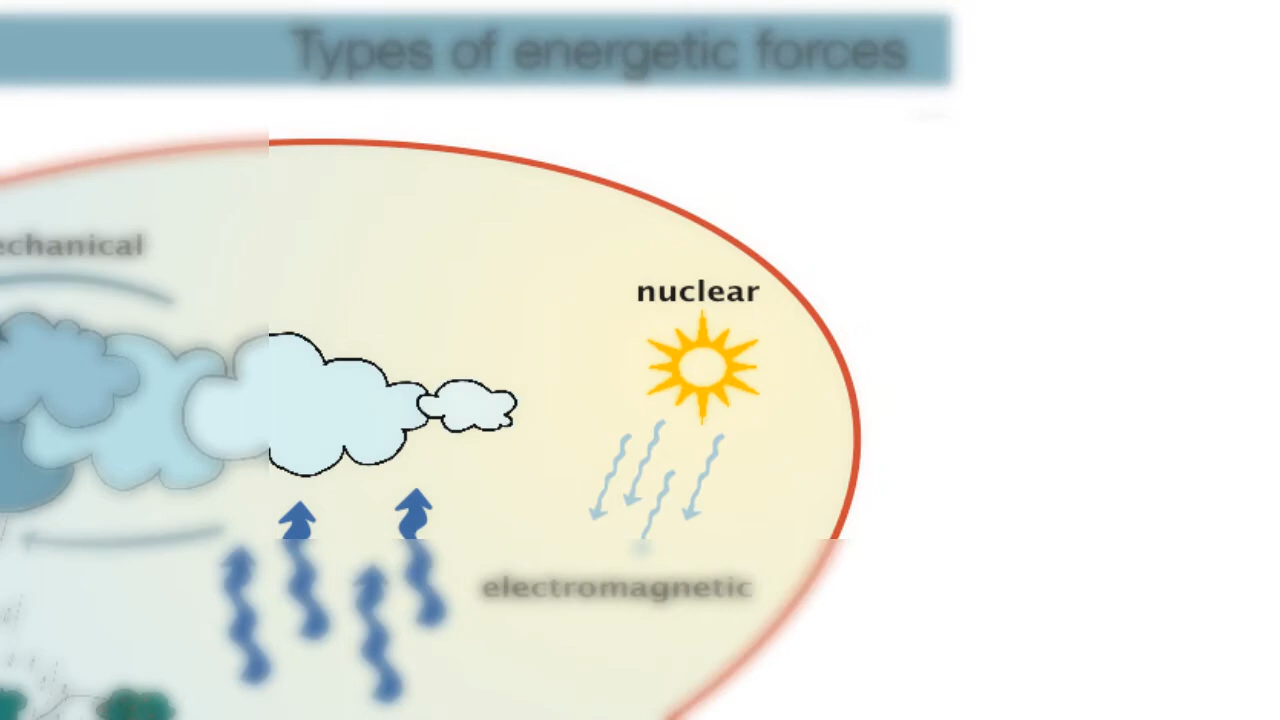 Types of energetic forces
echanical
nuclear
electromagnetic